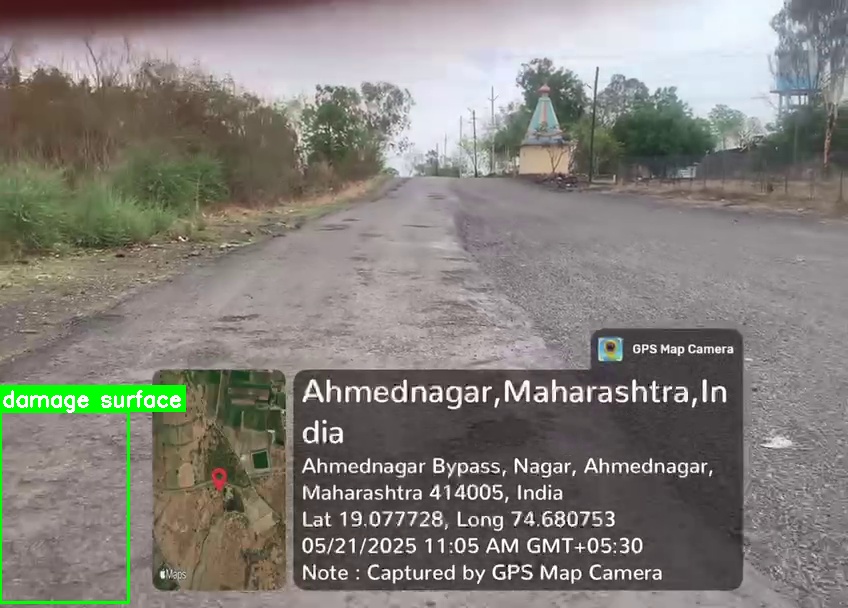 damage surface
GPS Map Camera
Ahmednagar,Maharashtra,In
dia
Ahmednagar Bypass, Nagar, Ahmednagar,
Maharashtra 414005, India
Lat 19.077728, Long 74.680753
05/21/2025 11:05 AM GMT+05:30
Note : Captured by GPS Map Camera
Maps